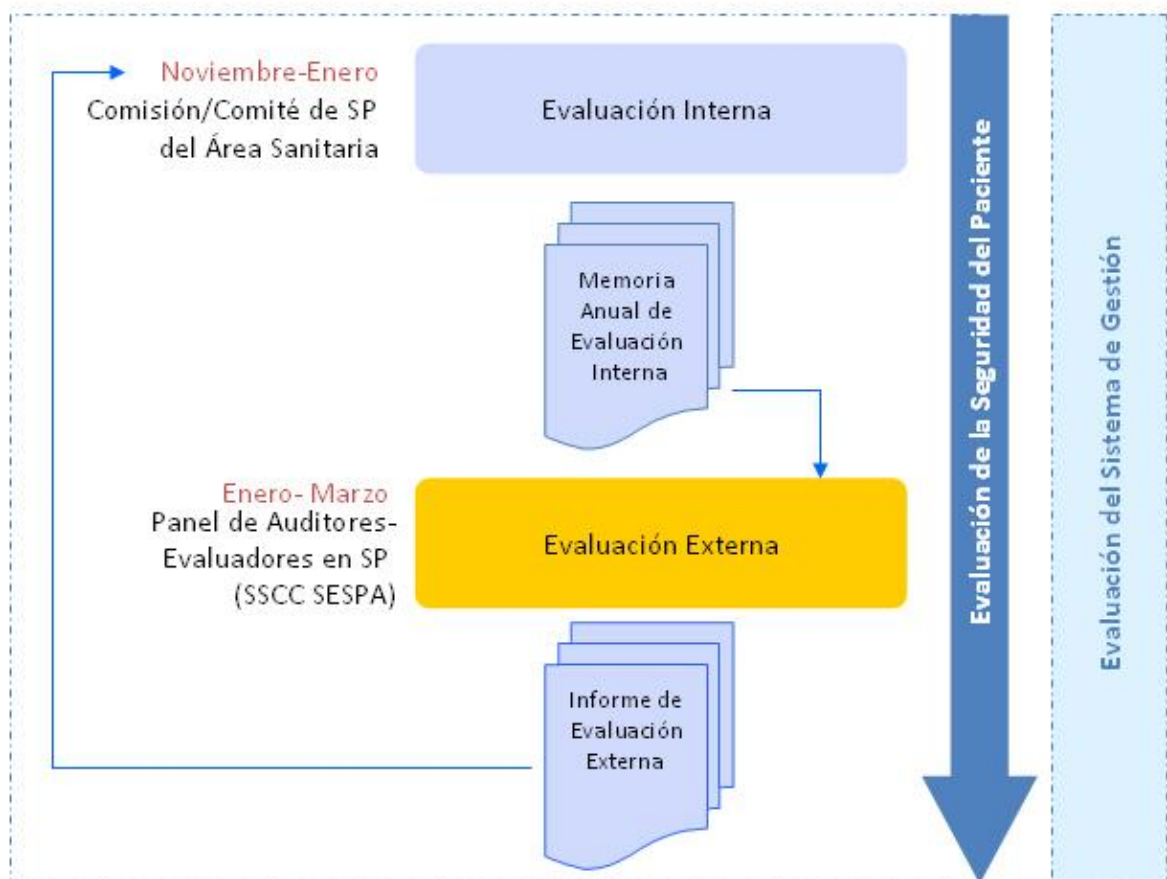 Noviembre-Enero
Comisión/Comité de SP
del Área Sanitaria
Evaluación Interna
Memoria
Anual de
Evaluación
Interna
Enero- Marzo
Panel de Auditores-
Evaluadores en SP
(SSCC SESPA)
Evaluación Externa
Informe de
Evaluación
Externa
Evaluación de la Seguridad del Paciente
Evaluación del Sistema de Gestión